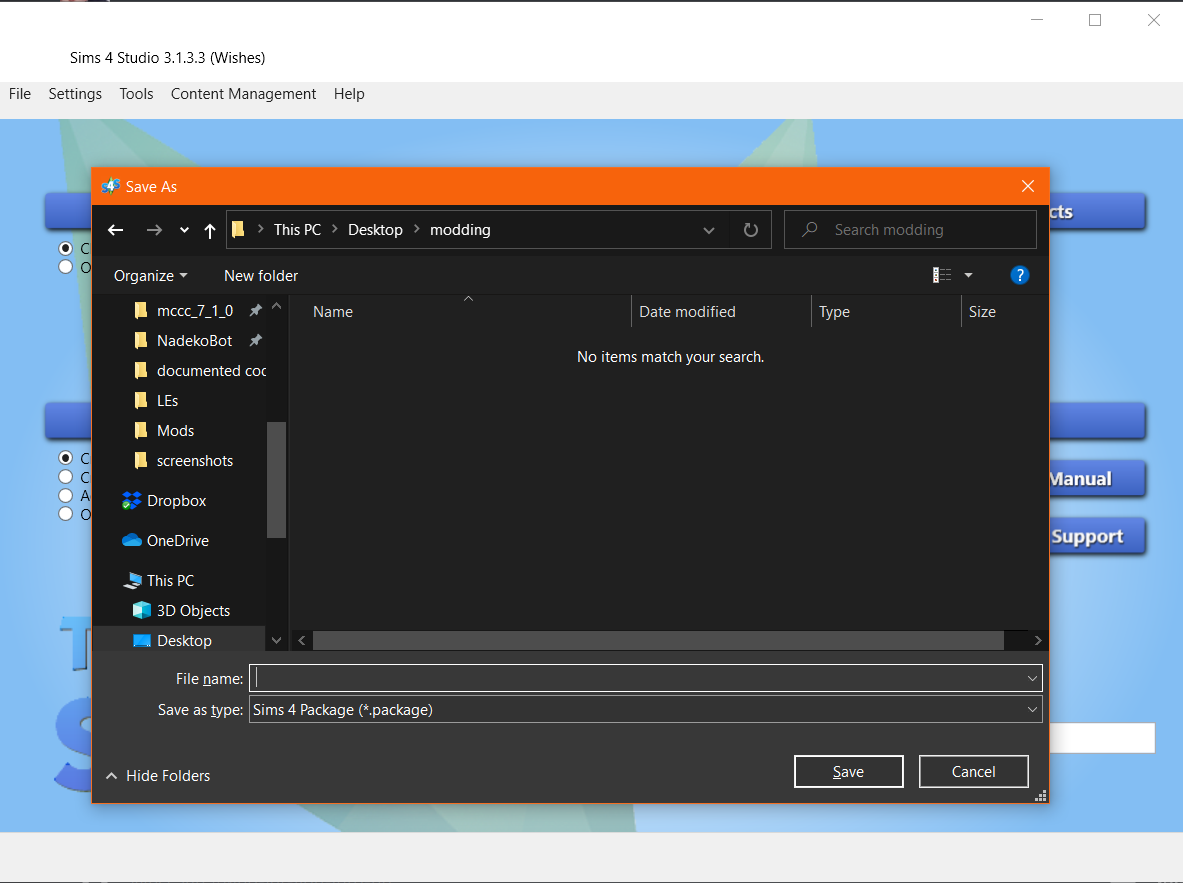 Sims 4 Studio 3.1.3.3 (Wishes)
File Settings Tools Content Management Help
Save As
This PC > Desktop > modding
Search modding
Organize New folder
Name Date modified Type Size
No items match your search.
mccc_7_1_0
NadekoBot
documented coc
LEs
Mods
screenshots
Dropbox
OneDrive
This PC
3D Objects
Desktop
File name:
Save as type: Sims 4 Package (*.package)
Hide Folders
Save Cancel
cts
C
O
C
C
A
O
Manual
Support
T
S